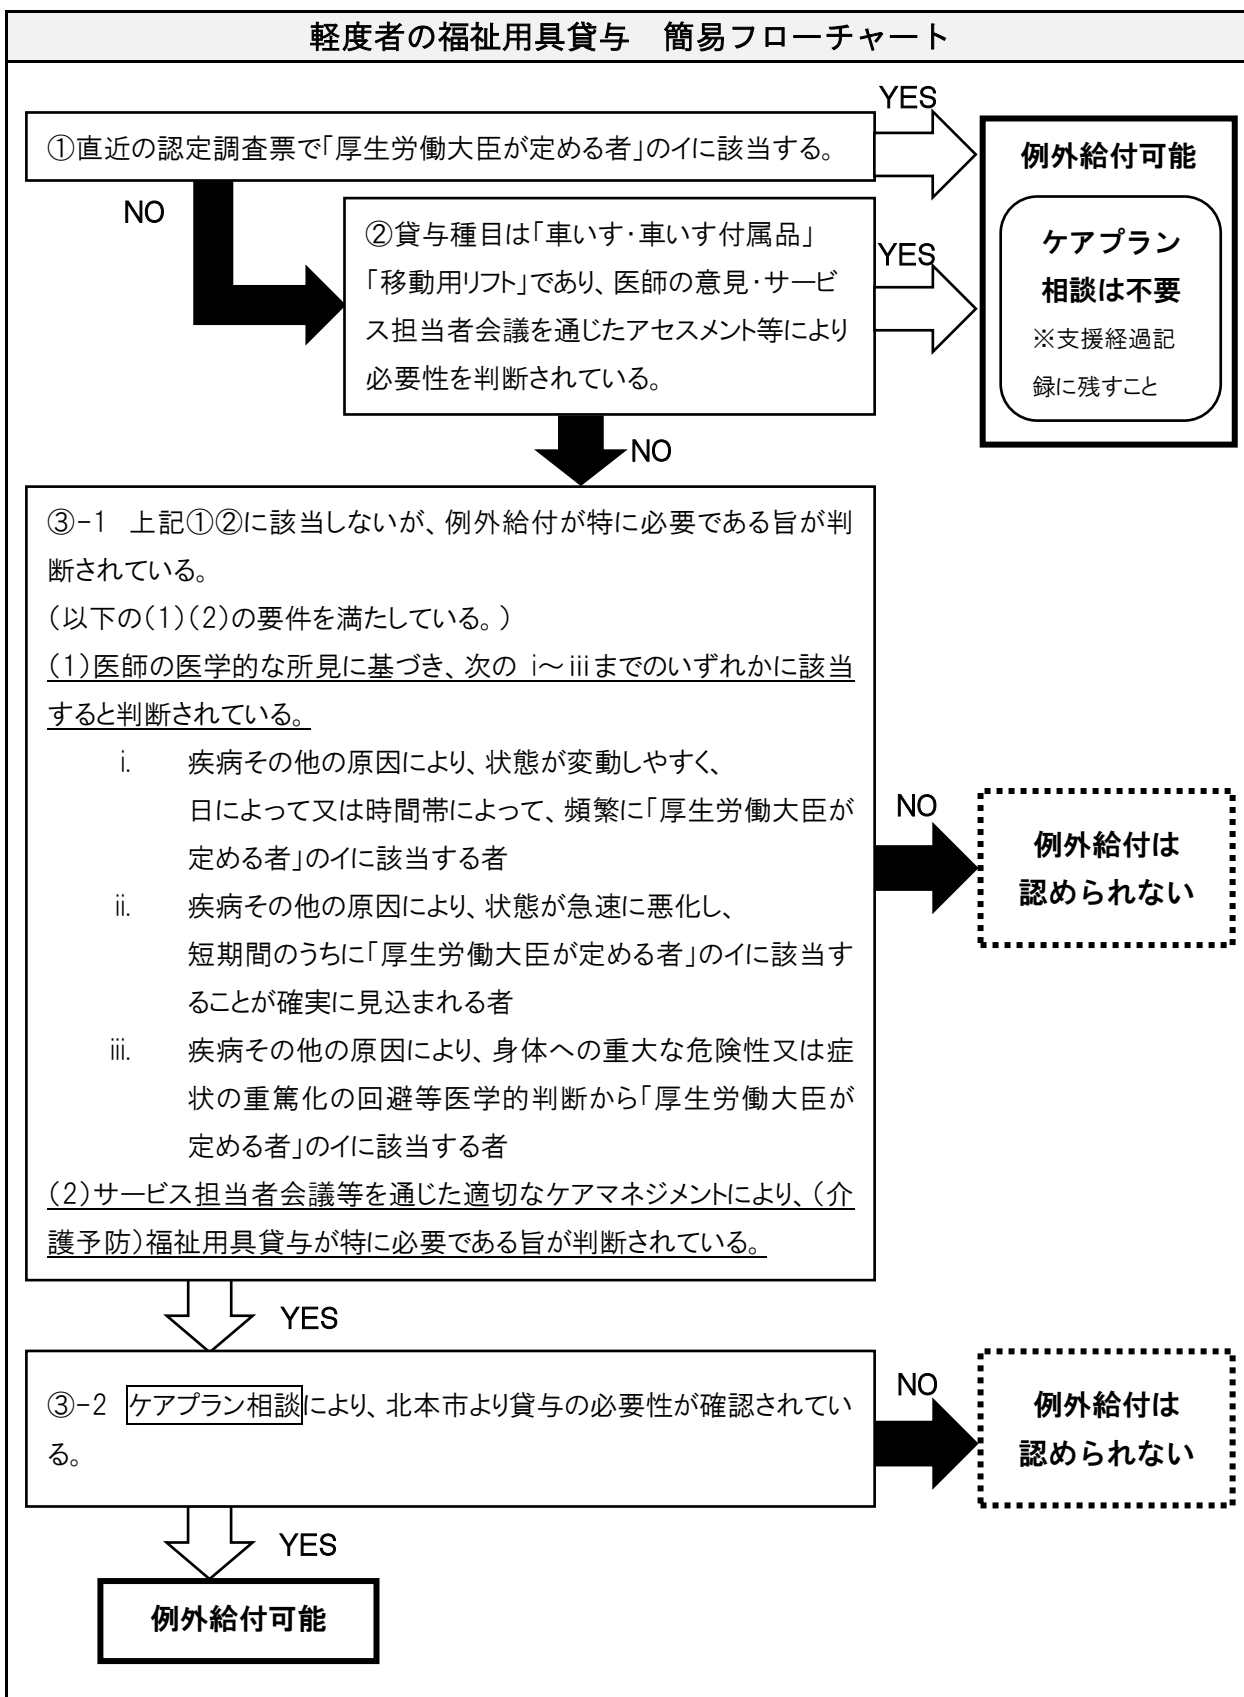 軽度者の福祉用具貸与　簡易フローチャート
YES
①直近の認定調査票で「厚生労働大臣が定める者」のイに該当する。
NO
②貸与種目は「車いす・車いす付属品」
「移動用リフト」であり、医師の意見・サービ
ス担当者会議を通じたアセスメント等により
必要性を判断されている。
YES
例外給付可能
ケアプラン
相談は不要
※支援経過記
録に残すこと
NO
③-1　上記①②に該当しないが、例外給付が特に必要である旨が判
断されている。
（以下の(1)(2)の要件を満たしている。）
(1)医師の医学的な所見に基づき、次の ⅰ～ⅲまでのいずれかに該当
すると判断されている。
ⅰ.　疾病その他の原因により、状態が変動しやすく、
日によって又は時間帯によって、頻繁に「厚生労働大臣が
定める者」のイに該当する者
ⅱ.　疾病その他の原因により、状態が急速に悪化し、
短期間のうちに「厚生労働大臣が定める者」のイに該当す
ることが確実に見込まれる者
ⅲ.　疾病その他の原因により、身体への重大な危険性又は症
状の重篤化の回避等医学的判断から「厚生労働大臣が
定める者」のイに該当する者
(2)サービス担当者会議等を通じた適切なケアマネジメントにより、（介
護予防）福祉用具貸与が特に必要である旨が判断されている。
NO
例外給付は
認められない
YES
③-2　ケアプラン相談により、北本市より貸与の必要性が確認されてい
る。
NO
例外給付は
認められない
YES
例外給付可能